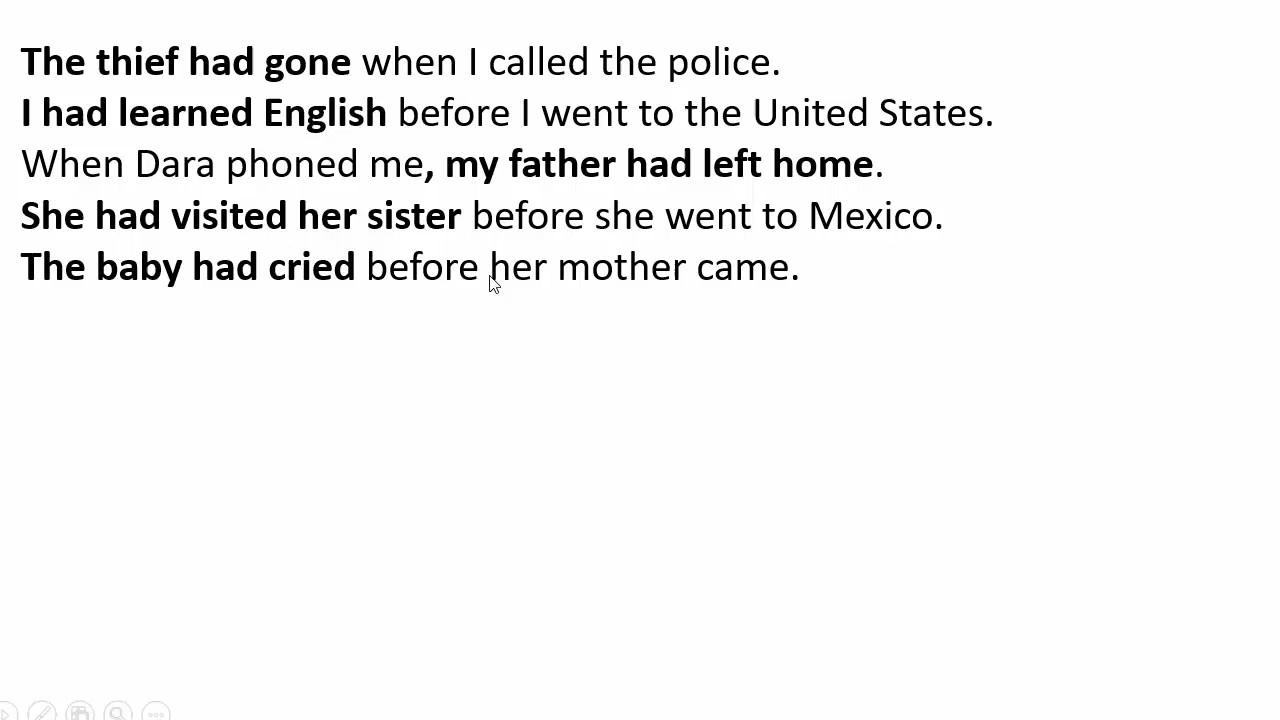 The thief had gone when I called the police.
I had learned English before I went to the United States.
When Dara phoned me, my father had left home.
She had visited her sister before she went to Mexico.
The baby had cried before her mother came.